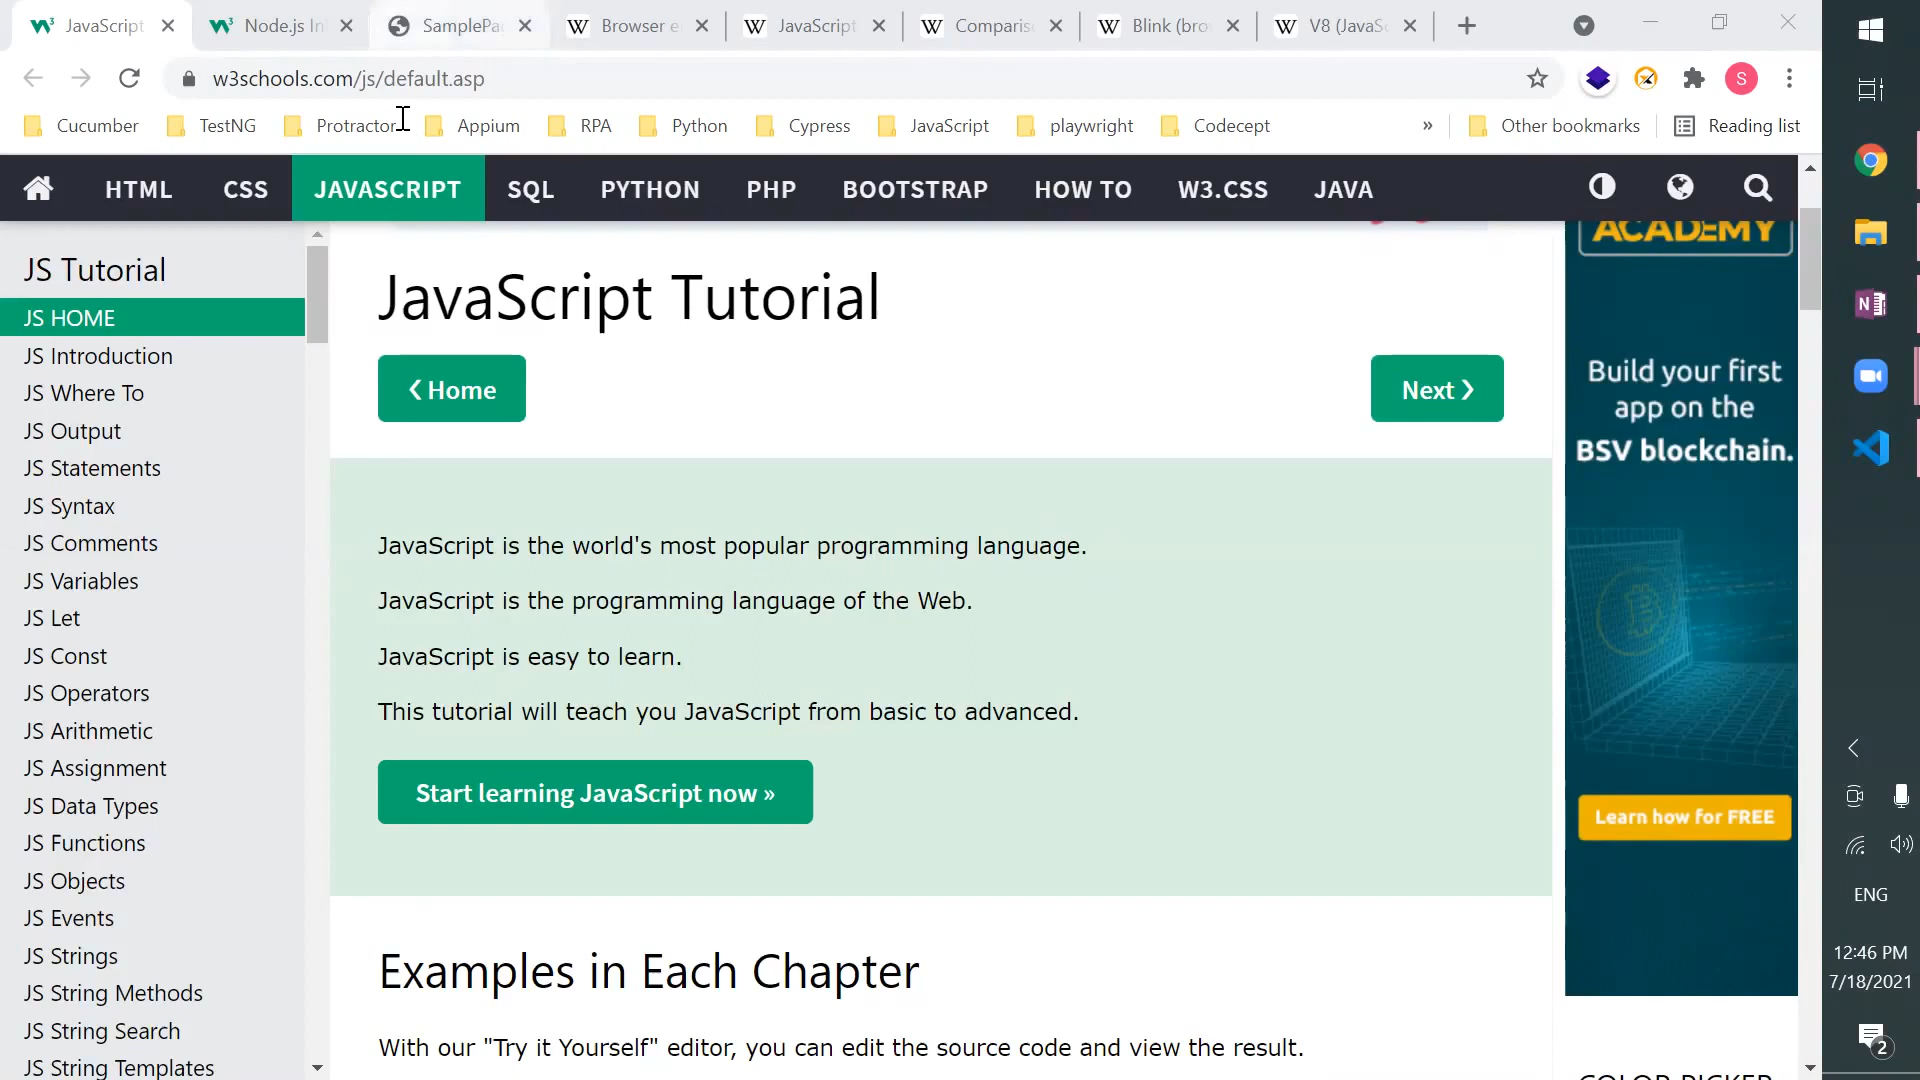 JavaScript
Node.js In
SamplePa
Browser e
JavaScript
Comparis
Blink (bro
V8 (JavaSc
w3schools.com/js/default.asp
S
Cucumber
TestNG
Protractor
Appium
RPA
Python
Cypress
JavaScript
playwright
Codecept
»
Other bookmarks
Reading list
HTML
CSS
JAVASCRIPT
SQL
PYTHON
PHP
BOOTSTRAP
HOW TO
W3.CSS
JAVA
JS Tutorial
JS HOME
JS Introduction
JS Where To
JS Output
JS Statements
JS Syntax
JS Comments
JS Variables
JS Let
JS Const
JS Operators
JS Arithmetic
JS Assignment
JS Data Types
JS Functions
JS Objects
JS Events
JS Strings
JS String Methods
JS String Search
JS String Templates
JavaScript Tutorial
❮ Home
Next ❯
JavaScript is the world's most popular programming language.
JavaScript is the programming language of the Web.
JavaScript is easy to learn.
This tutorial will teach you JavaScript from basic to advanced.
Start learning JavaScript now »
Examples in Each Chapter
With our "Try it Yourself" editor, you can edit the source code and view the result.
ACADEMY
Build your first
app on the
BSV blockchain.
Learn how for FREE
COLOR PICKER
N
ENG
12:46 PM
7/18/2021
2